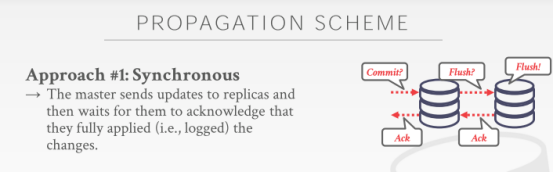 PROPAGATION SCHEME
Approach #1: Synchronous
→ The master sends updates to replicas and
then waits for them to acknowledge that
they fully applied (i.e., logged) the
changes.
Commit?
Flush?
Flush!
Ack
Ack